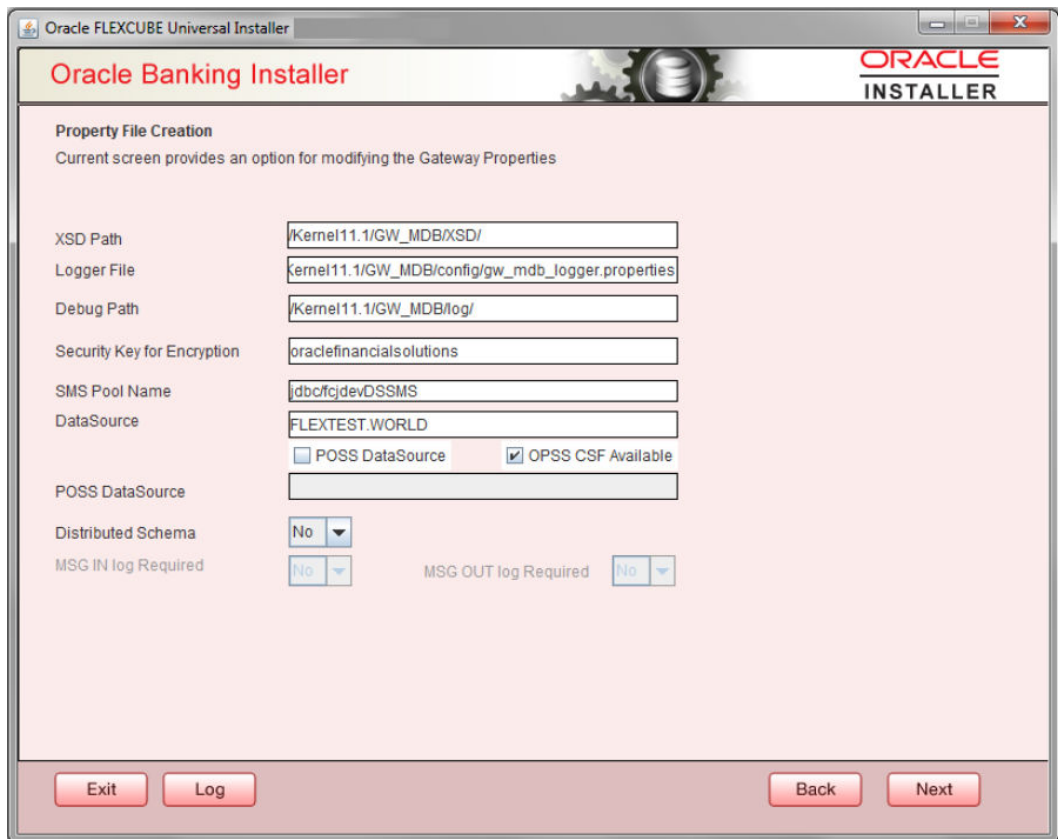 Oracle FLEXCUBE Universal Installer
Oracle Banking Installer
ORACLE
INSTALLER
Property File Creation
Current screen provides an option for modifying the Gateway Properties
XSD Path /Kernel11.1/GW_MDB/XSD/
Logger File Kernel11.1/GW_MDB/config/gw_mdb_logger.properties
Debug Path /Kernel11.1/GW_MDB/log/
Security Key for Encryption oraclefinancialsolutions
SMS Pool Name jdbc/fcjdevDSSMS
DataSource FLEXTEST.WORLD
POSS DataSource OPSS CSF Available
POSS DataSource
Distributed Schema No
MSG IN log Required No MSG OUT log Required No
Exit Log Back Next